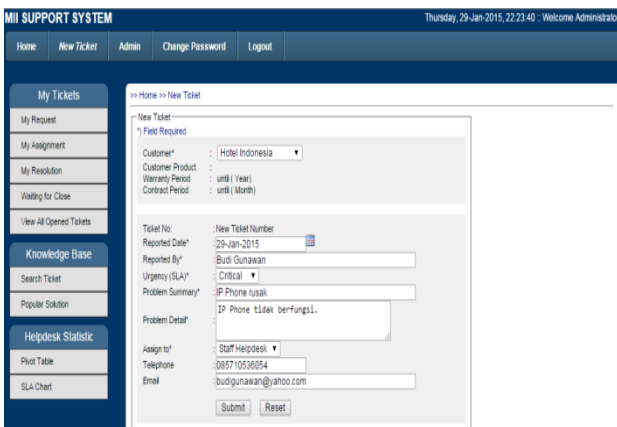 MII SUPPORT SYSTEM
Thursday, 29-Jan-2015, 22:23:40 :: Welcome Administrato
Home New Ticket Admin Change Password Logout
My Tickets
My Request
My Assignment
My Resolution
Waiting for Close
View All Opened Tickets
Knowledge Base
Search Ticket
Popular Solution
Helpdesk Statistic
Pivot Table
SLA Chart
>> Home >> New Ticket
New Ticket
*) Field Required
Customer* : Hotel Indonesia
Customer Product :
Warranty Period : until ( Year)
Contract Period : until ( Month)
Ticket No: : New Ticket Number
Reported Date* : 29-Jan-2015
Reported By* : Budi Gunawan
Urgency (SLA)* : Critical
Problem Summary* : IP Phone rusak
Problem Detail* : IP Phone tidak berfungsi.
Assign to* : Staff Helpdesk
Telephone : 085710536054
Email : budigunawan@yahoo.com
Submit Reset